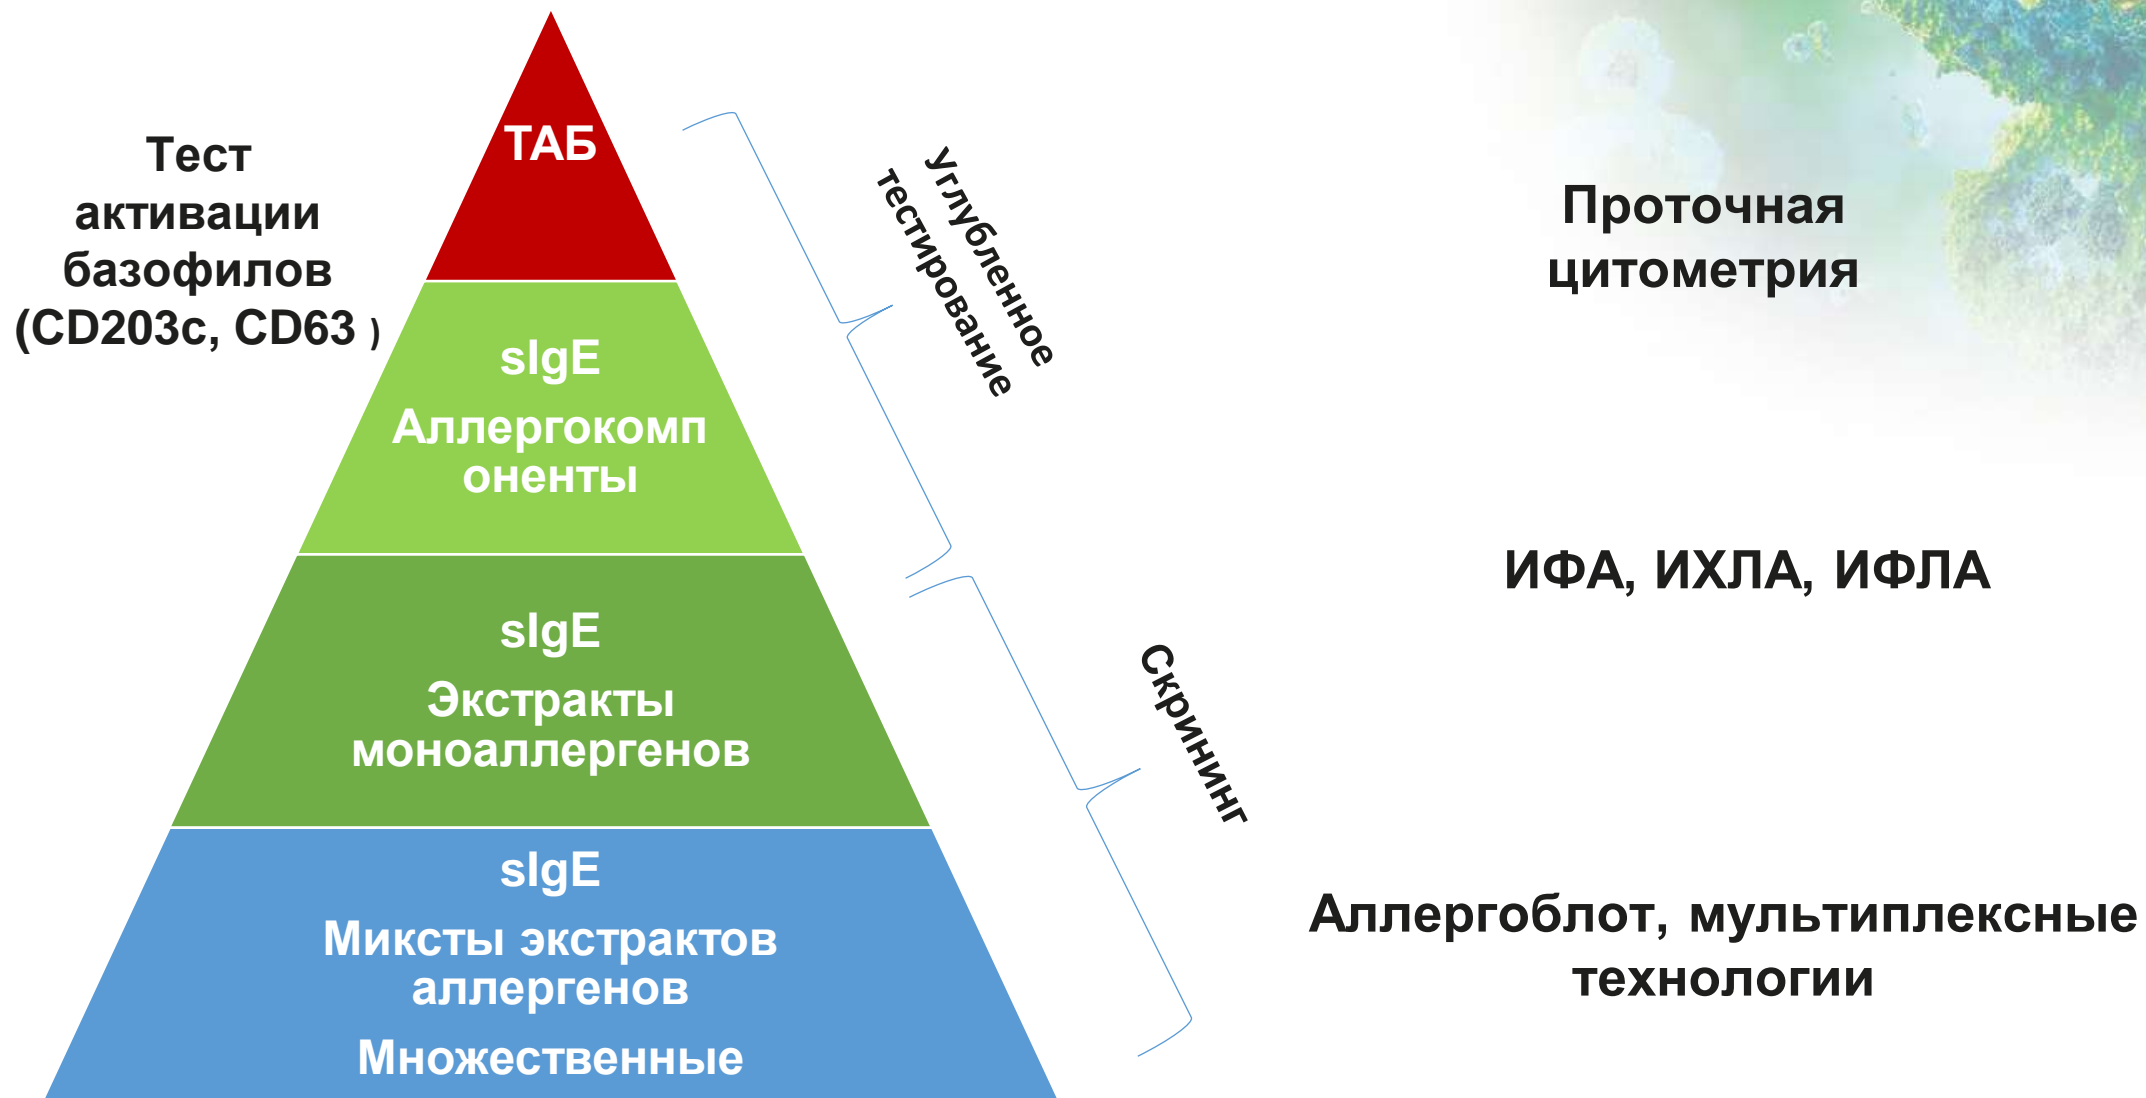 ТАБ
Тест
активации
базофилов
(CD203c, CD63 )
Углубленное
тестирование
Проточная
цитометрия
sIgE
Аллергокомп
оненты
ИФА, ИХЛА, ИФЛА
sIgE
Экстракты
моноаллергенов
Скрининг
sIgE
Миксты экстрактов
аллергенов
Множественные
Аллергоблот, мультиплексные
технологии